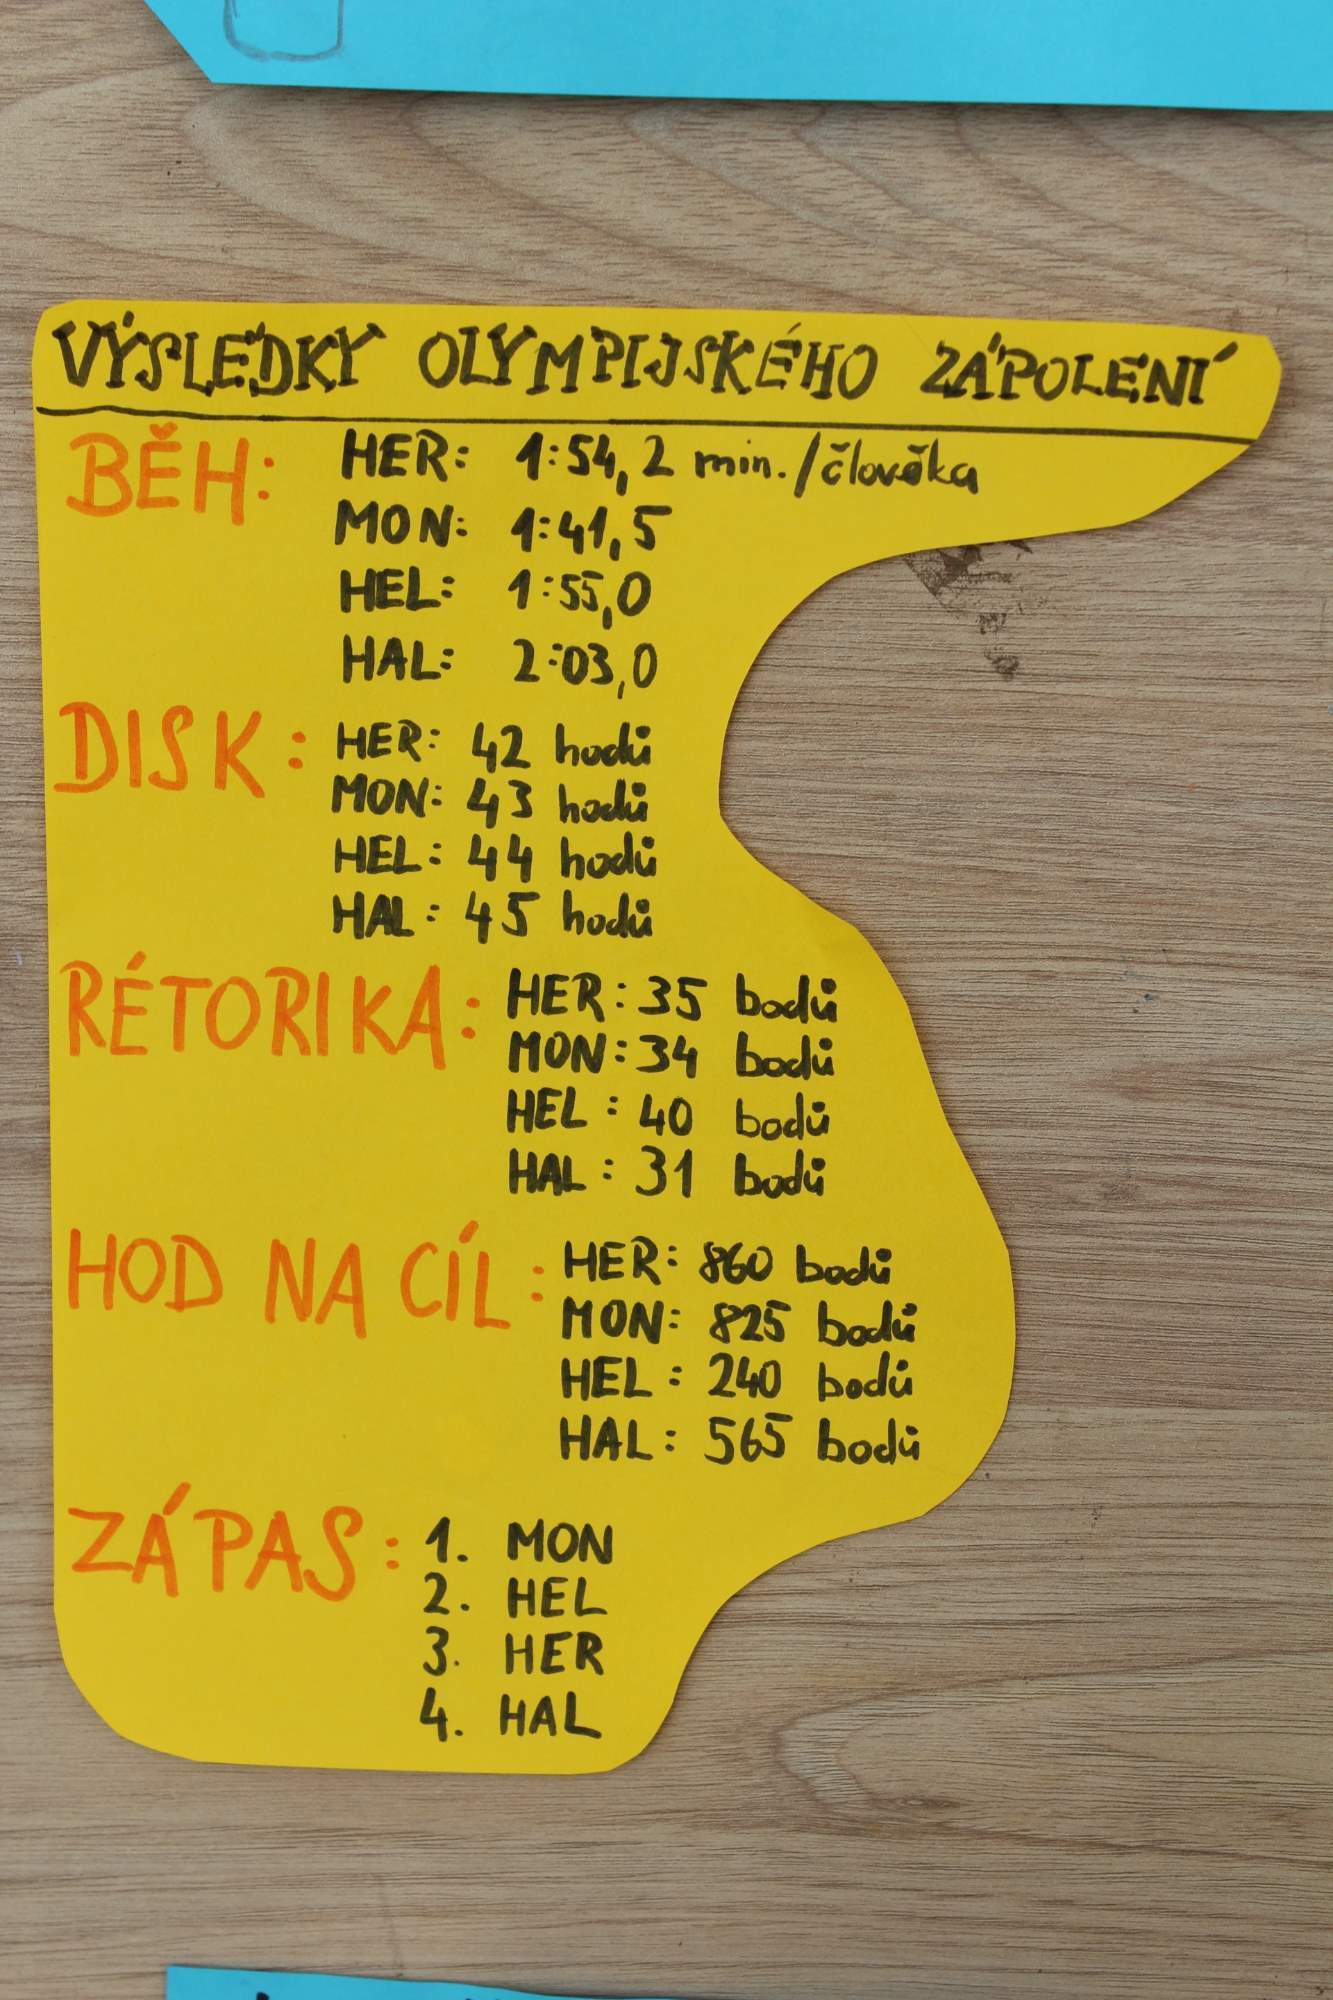 VÝSLEDKY OLYMPIJSKÉHO ZÁPOLENÍ
BĚH: HER: 1:54,2 min./člověka
MON: 1:41,5
HEL: 1:55,0
HAL: 2:03,0
DISK: HER: 42 hodů
MON: 43 hodů
HEL: 44 hodů
HAL: 45 hodů
RÉTORIKA: HER: 35 bodů
MON: 34 bodů
HEL: 40 bodů
HAL: 31 bodů
HOD NA CÍL: HER: 860 bodů
MON: 825 bodů
HEL: 240 bodů
HAL: 565 bodů
ZÁPAS: 1. MON
2. HEL
3. HER
4. HAL